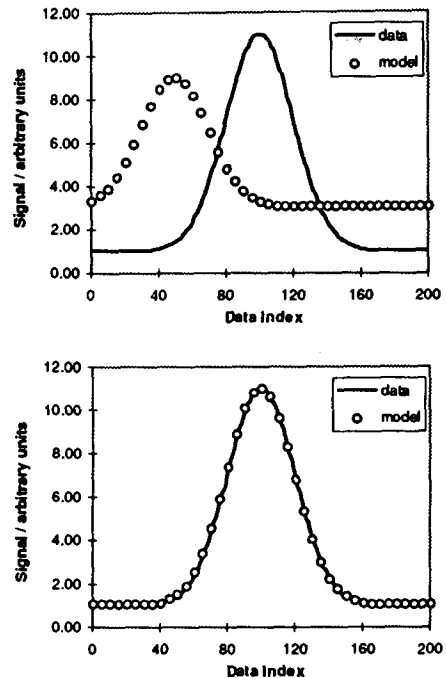 12.00
10.00
8.00
6.00
4.00
2.00
0.00
Signal / arbitrary units
data
model
0 40 80 120 160 200
Data Index
12.00
10.00
8.00
6.00
4.00
2.00
0.00
Signal / arbitrary units
data
model
0 40 80 120 160 200
Data Index